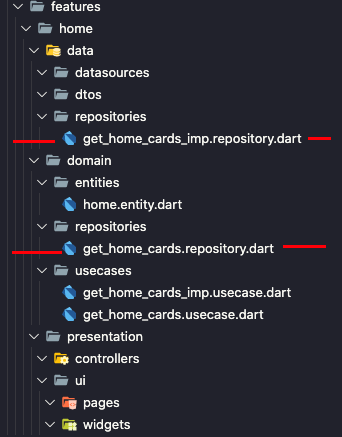 features
home
data
datasources
dtos
repositories
get_home_cards_imp.repository.dart
domain
entities
home.entity.dart
repositories
get_home_cards.repository.dart
usecases
get_home_cards_imp.usecase.dart
get_home_cards.usecase.dart
presentation
controllers
ui
pages
widgets